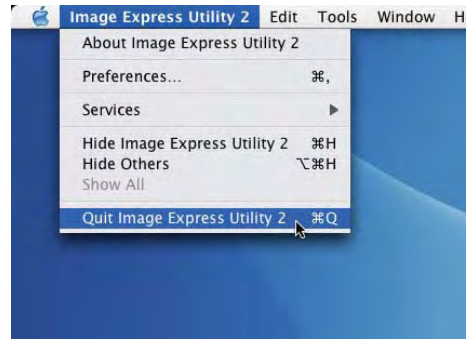 Image Express Utility 2 Edit Tools Window H
About Image Express Utility 2
Preferences... ⌘,
Services ▶
Hide Image Express Utility 2 ⌘H
Hide Others ⌥⌘H
Show All
Quit Image Express Utility 2 ⌘Q